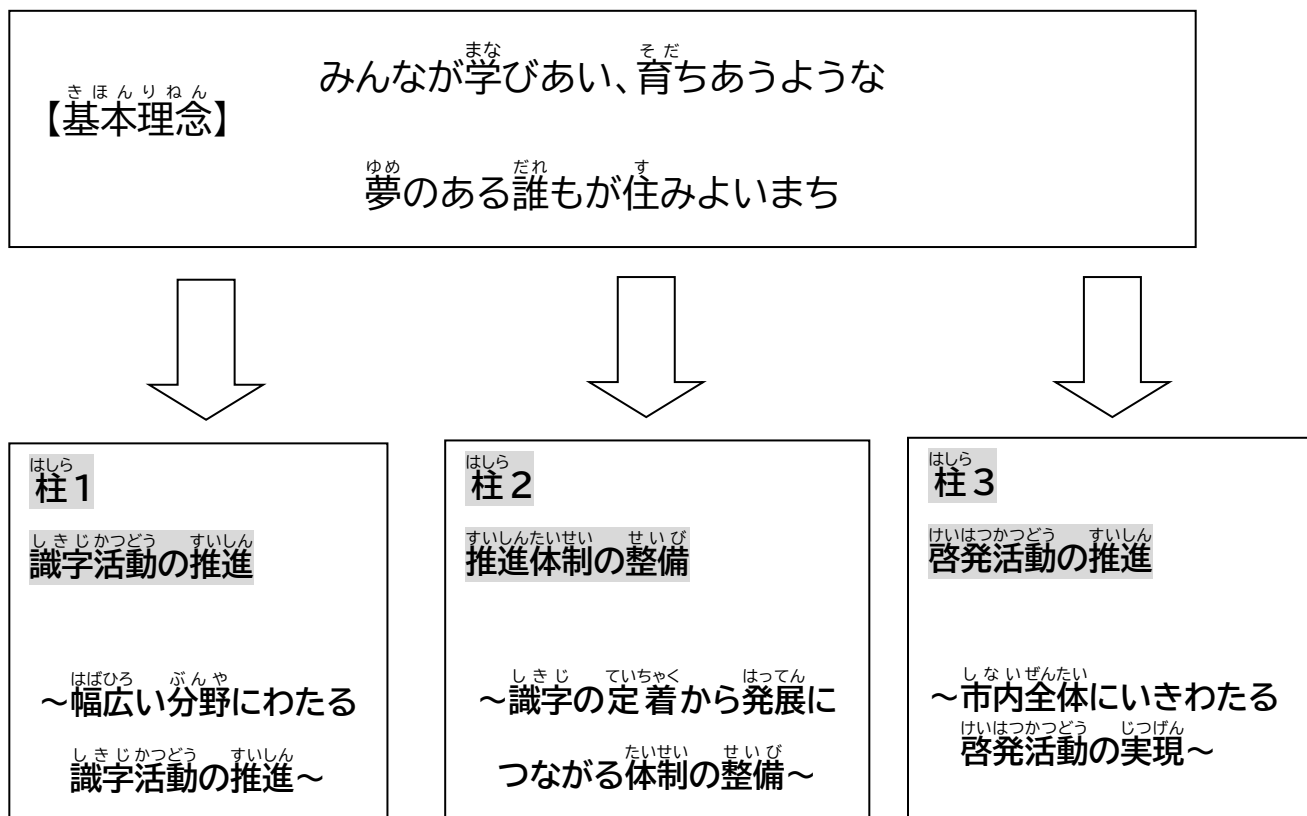 みんなが学びあい、育ちあうような
【基本理念】
夢のある誰もが住みよいまち
柱1
識字活動の推進
～幅広い分野にわたる
識字活動の推進～
柱2
推進体制の整備
～識字の定着から発展に
つながる体制の整備～
柱3
啓発活動の推進
～市内全体にいきわたる
啓発活動の実現～